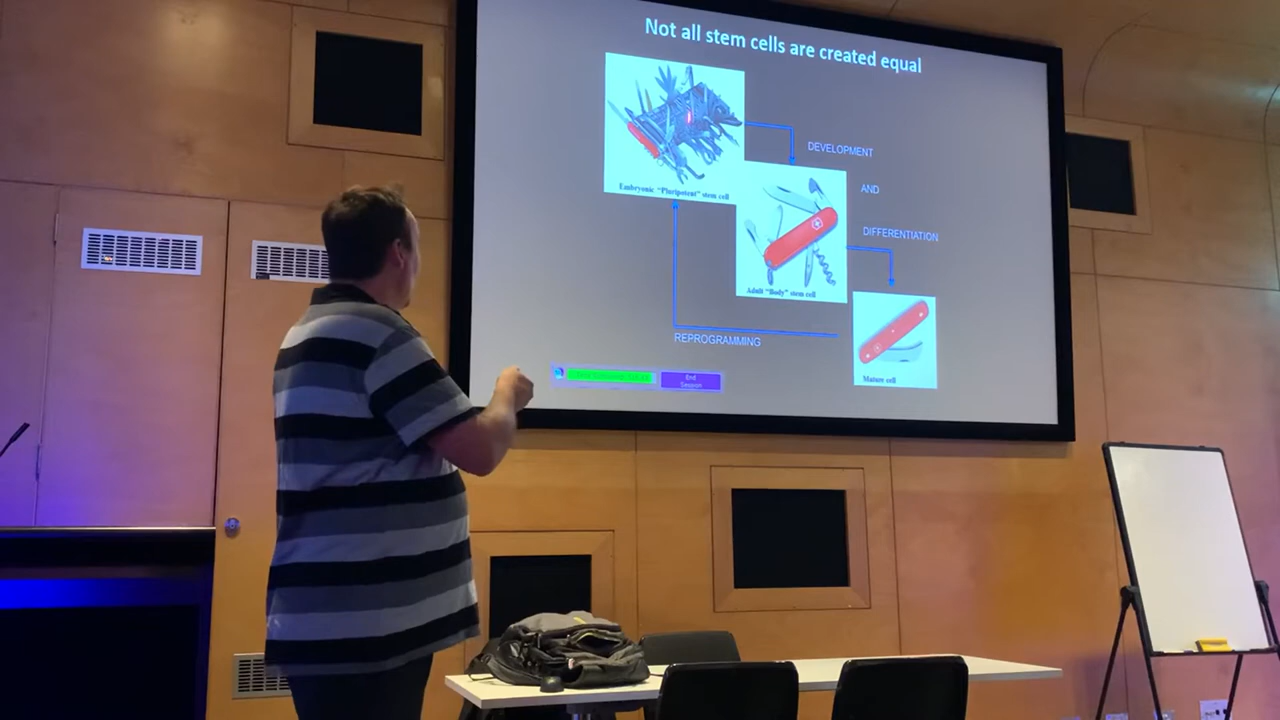 Not all stem cells are created equal
DEVELOPMENT
Embryonic "Pluripotent" stem cell
AND
DIFFERENTIATION
Adult "Body" stem cell
REPROGRAMMING
Mature cell
End
Session